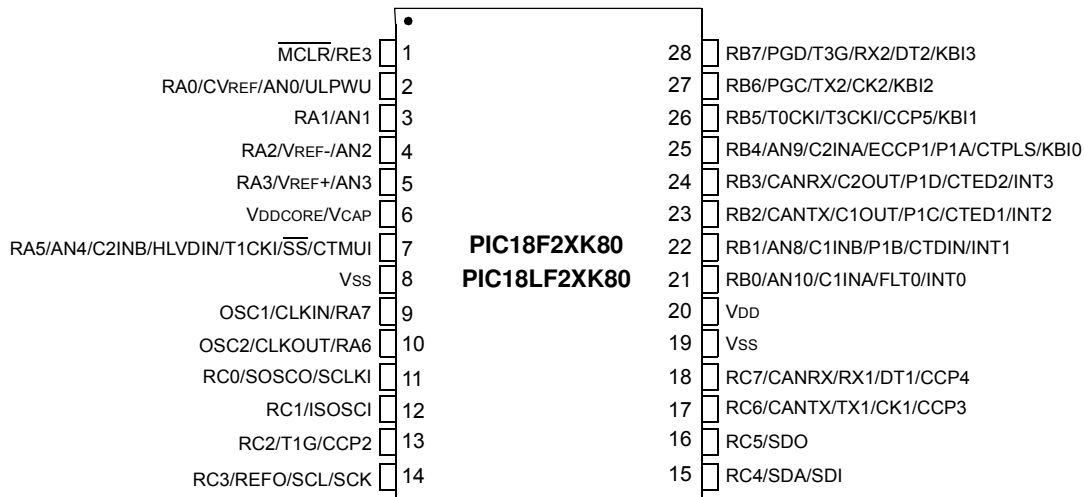 MCLR/RE3 1 28 RB7/PGD/T3G/RX2/DT2/KBI3
RA0/CVREF/AN0/ULPWU 2 27 RB6/PGC/TX2/CK2/KBI2
RA1/AN1 3 26 RB5/T0CKI/T3CKI/CCP5/KBI1
RA2/VREF-/AN2 4 25 RB4/AN9/C2INA/ECCP1/P1A/CTPLS/KBI0
RA3/VREF+/AN3 5 24 RB3/CANRX/C2OUT/P1D/CTED2/INT3
VDDCORE/VCAP 6 23 RB2/CANTX/C1OUT/P1C/CTED1/INT2
RA5/AN4/C2INB/HLVDIN/T1CKI/SS/CTMUI 7 PIC18F2XK80 22 RB1/AN8/C1INB/P1B/CTDIN/INT1
VSS 8 PIC18LF2XK80 21 RB0/AN10/C1INA/FLT0/INT0
OSC1/CLKIN/RA7 9 20 VDD
OSC2/CLKOUT/RA6 10 19 VSS
RC0/SOSCO/SCLKI 11 18 RC7/CANRX/RX1/DT1/CCP4
RC1/ISOSCI 12 17 RC6/CANTX/TX1/CK1/CCP3
RC2/T1G/CCP2 13 16 RC5/SDO
RC3/REFO/SCL/SCK 14 15 RC4/SDA/SDI